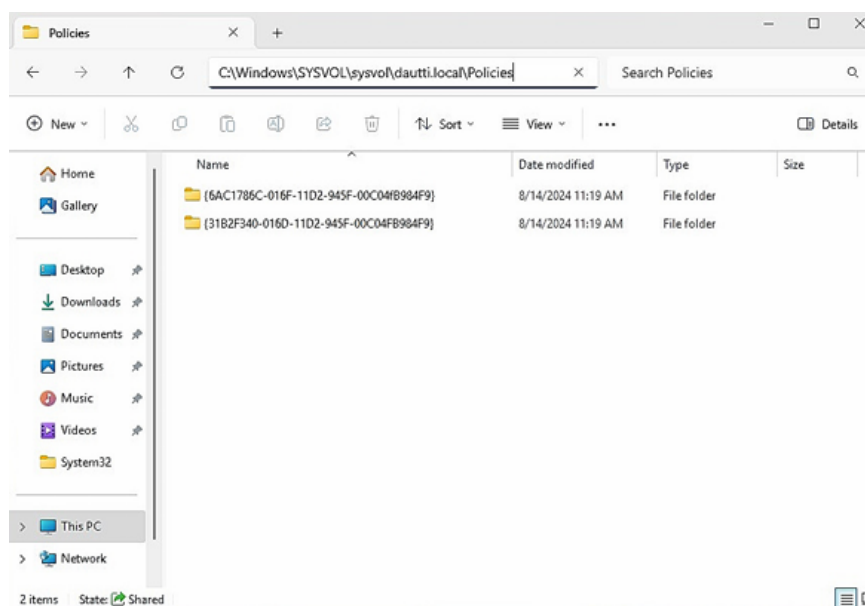 Policies
C:\Windows\SYSVOL\sysvol\dautti.local\Policies
Search Policies
New
Sort
View
Details
Name
Date modified
Type
Size
{6AC1786C-016F-11D2-945F-00C04fB984F9}
8/14/2024 11:19 AM
File folder
{31B2F340-016D-11D2-945F-00C04FB984F9}
8/14/2024 11:19 AM
File folder
Home
Gallery
Desktop
Downloads
Documents
Pictures
Music
Videos
System32
This PC
Network
2 items
State:
Shared